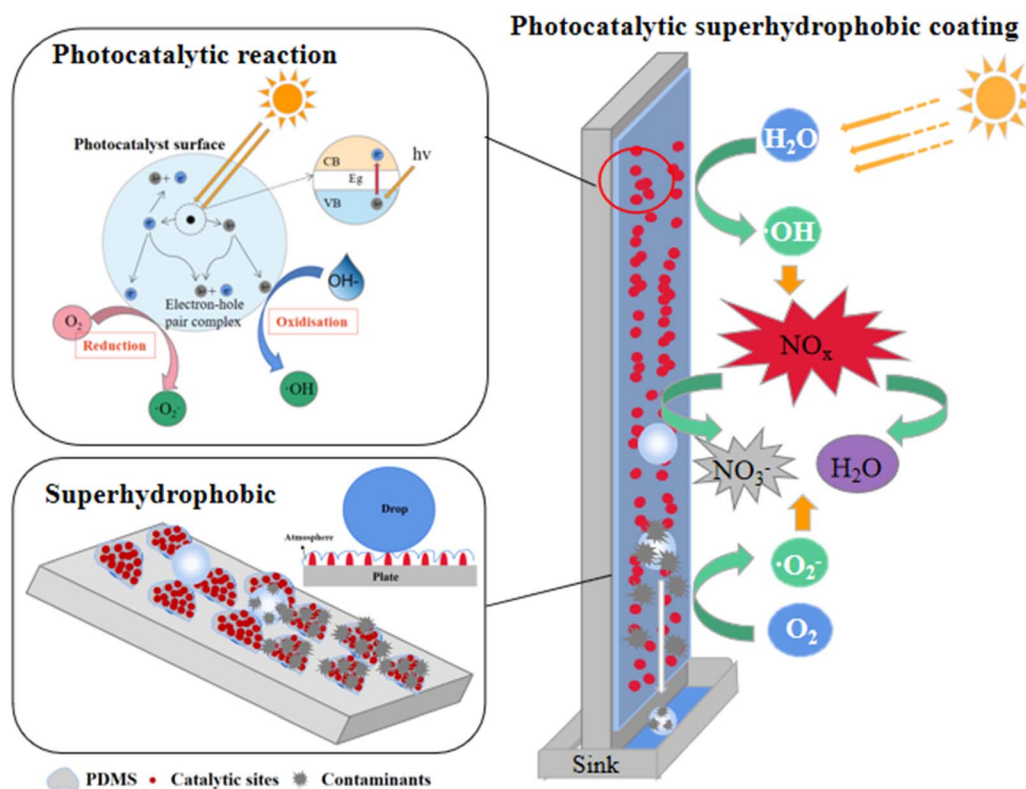 Photocatalytic reaction
Photocatalyst surface
h+ + e-
e-
h+
CB
e-
Eg
VB
h+
hv
e-
h+ + e-
h+
Electron-hole
pair complex
O2
Reduction
·O2-
OH-
Oxidisation
·OH
Superhydrophobic
Drop
Atmosphere
Plate
PDMS
Catalytic sites
Contaminants
Photocatalytic superhydrophobic coating
H2O
·OH
NOx
NO3-
H2O
·O2-
O2
Sink